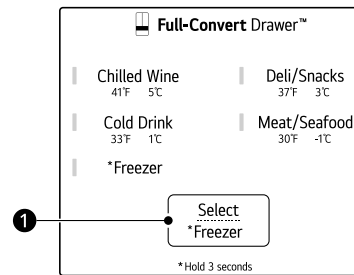 Full-Convert Drawer™
Chilled Wine
41°F 5°C
Deli/Snacks
37°F 3°C
Cold Drink
33°F 1°C
Meat/Seafood
30°F -1°C
*Freezer
1
Select
*Freezer
*Hold 3 seconds